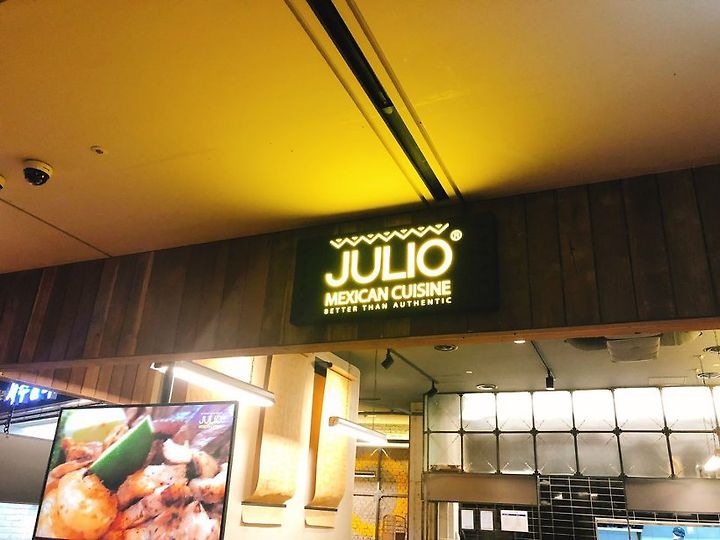 JULIO®
MEXICAN CUISINE
BETTER THAN AUTHENTIC
JULIO